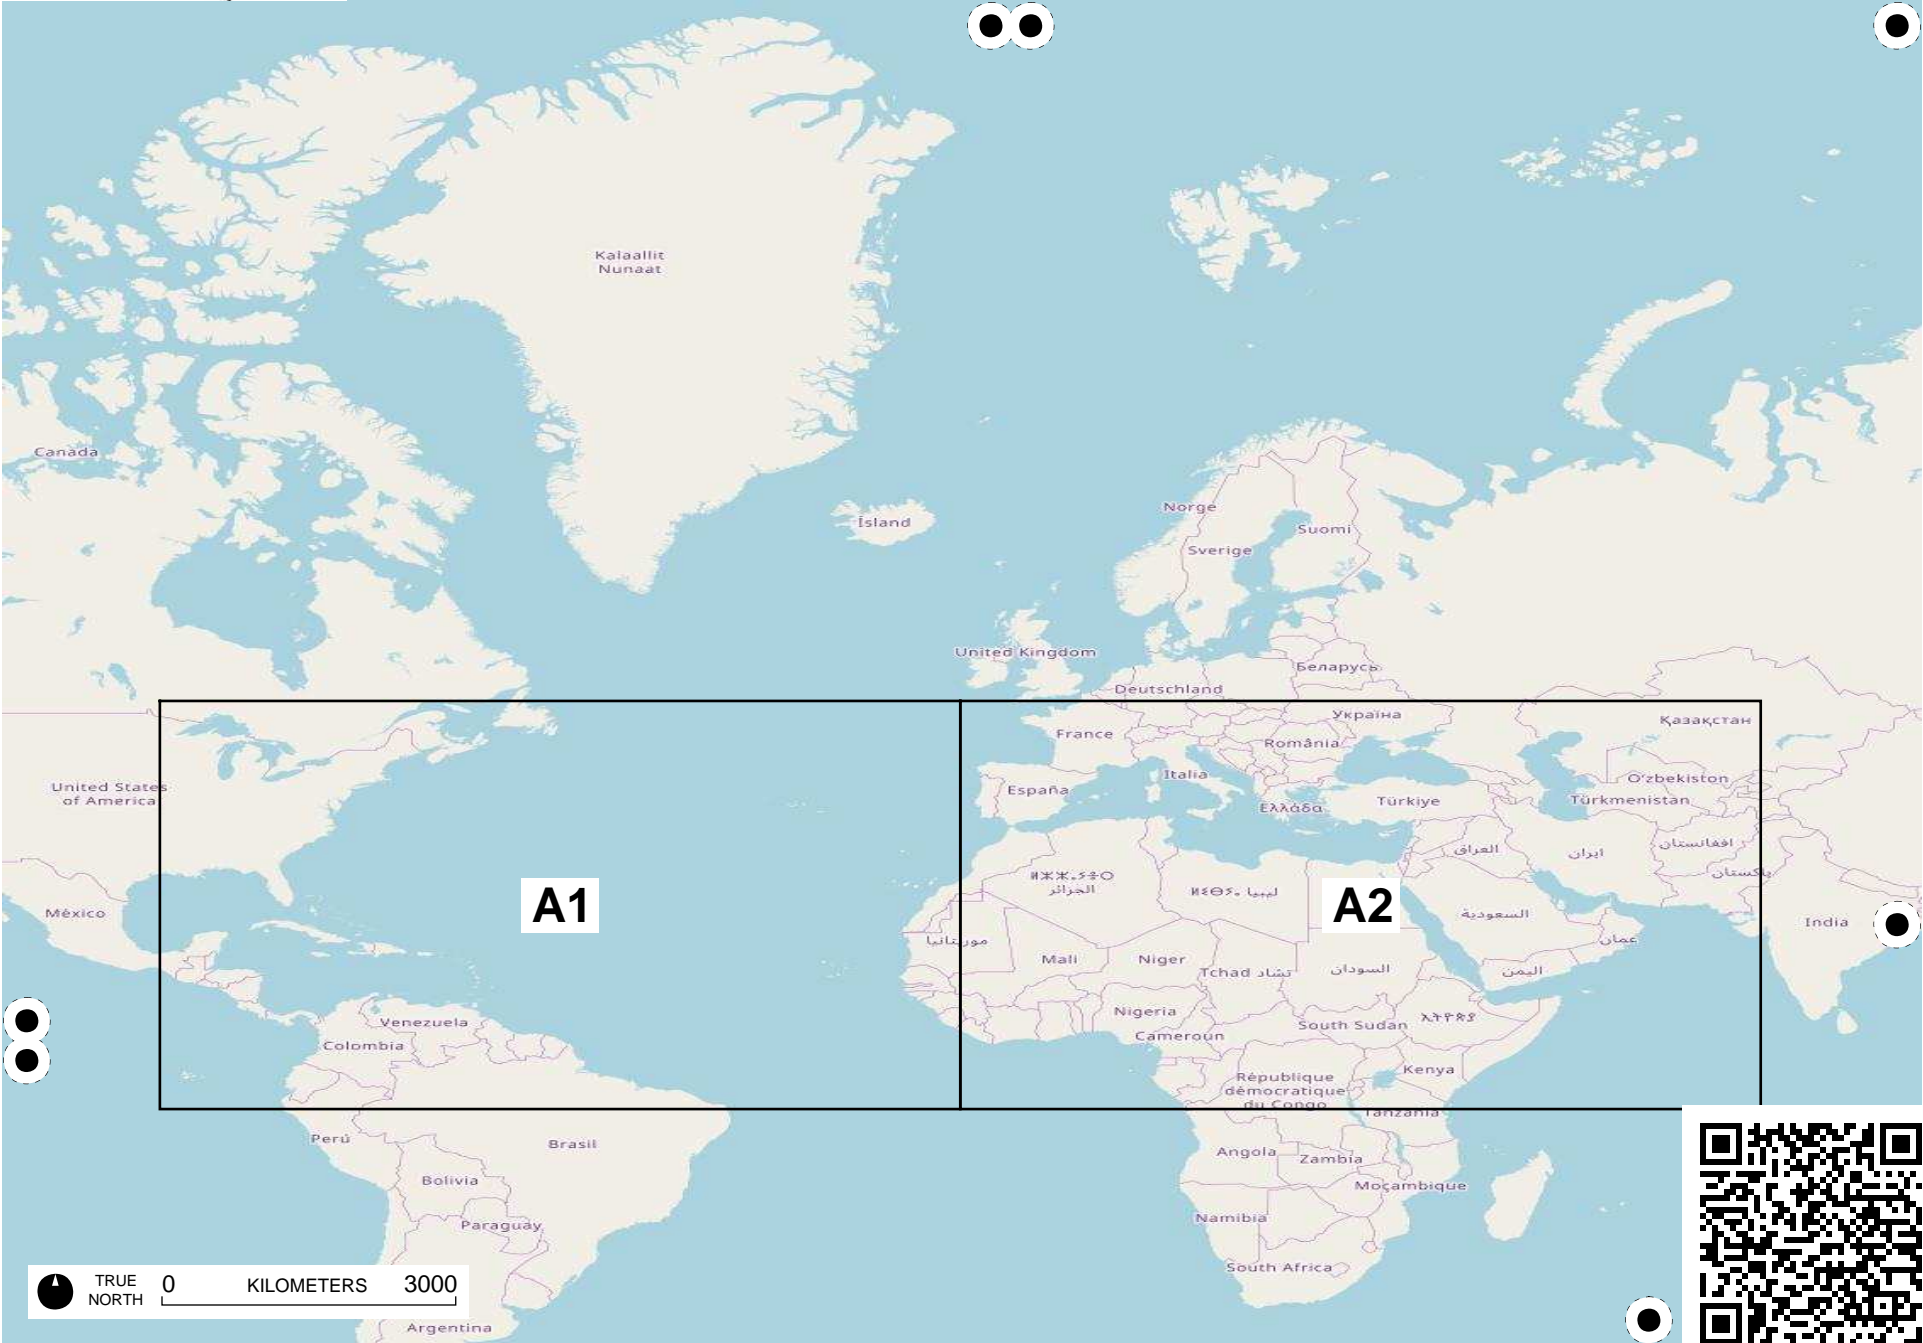 Kalaallit
Nunaat
Canada
Ísland
Norge
Suomi
Sverige
United Kingdom
Беларусь
Deutschland
Україна
Қазақстан
France
România
Italia
O'zbekiston
United States
of America
España
Ελλάδα
Türkiye
Türkmenistan
العراق
ایران
افغانستان
پاکستان
ⵍⵣⵣⴰⵢⴻⵔ
الجزائر
ليبيا
A1
A2
México
السعودية
India
موريتانيا
عمان
Mali
Niger
Tchad تشاد
السودان
اليمن
Nigeria
Venezuela
South Sudan
ኢትዮጵያ
Cameroun
Colombia
Kenya
République
démocratique
du Congo
Tanzania
Perú
Brasil
Angola
Zambia
Bolivia
Moçambique
Namibia
Paraguay
South Africa
TRUE
NORTH
0 KILOMETERS 3000
Argentina